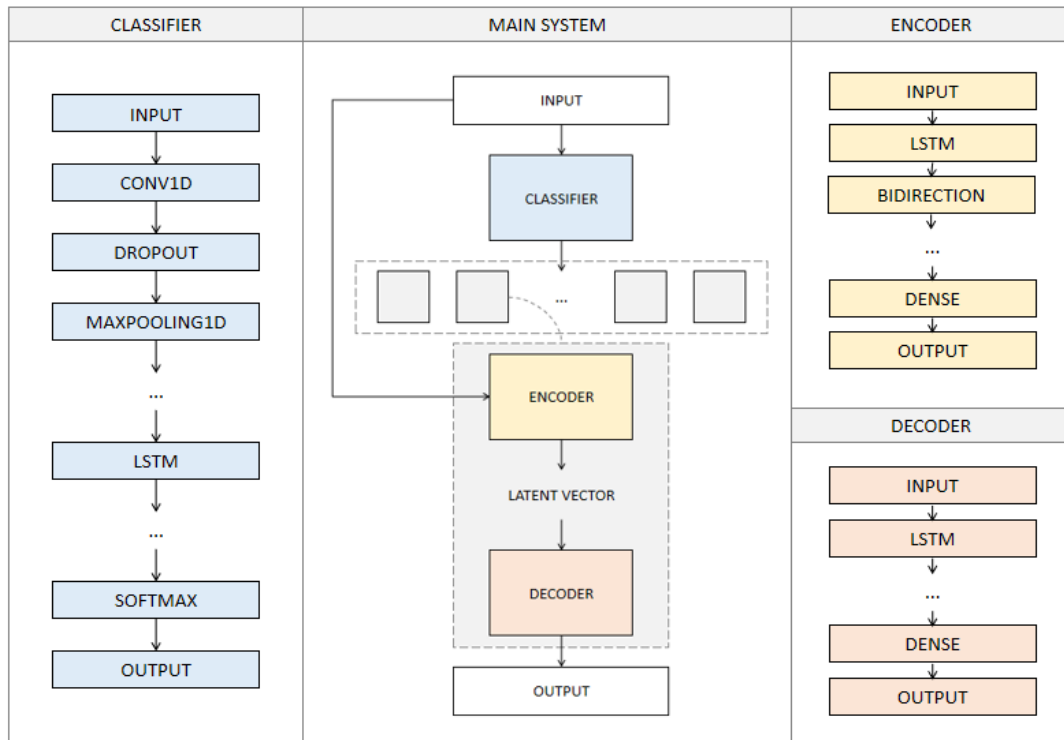 CLASSIFIER
INPUT
CONV1D
DROPOUT
MAXPOOLING1D
...
LSTM
...
SOFTMAX
OUTPUT
MAIN SYSTEM
INPUT
CLASSIFIER
...
ENCODER
LATENT VECTOR
DECODER
OUTPUT
ENCODER
INPUT
LSTM
BIDIRECTION
...
DENSE
OUTPUT
DECODER
INPUT
LSTM
...
DENSE
OUTPUT